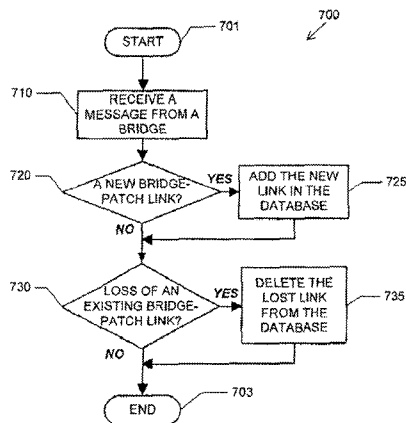 700
701
START
710
RECEIVE A
MESSAGE FROM A
BRIDGE
720
A NEW BRIDGE-
PATCH LINK?
YES
ADD THE NEW
LINK IN THE
DATABASE
725
NO
730
LOSS OF AN
EXISTING BRIDGE-
PATCH LINK?
YES
DELETE THE
LOST LINK
FROM THE
DATABASE
735
NO
703
END